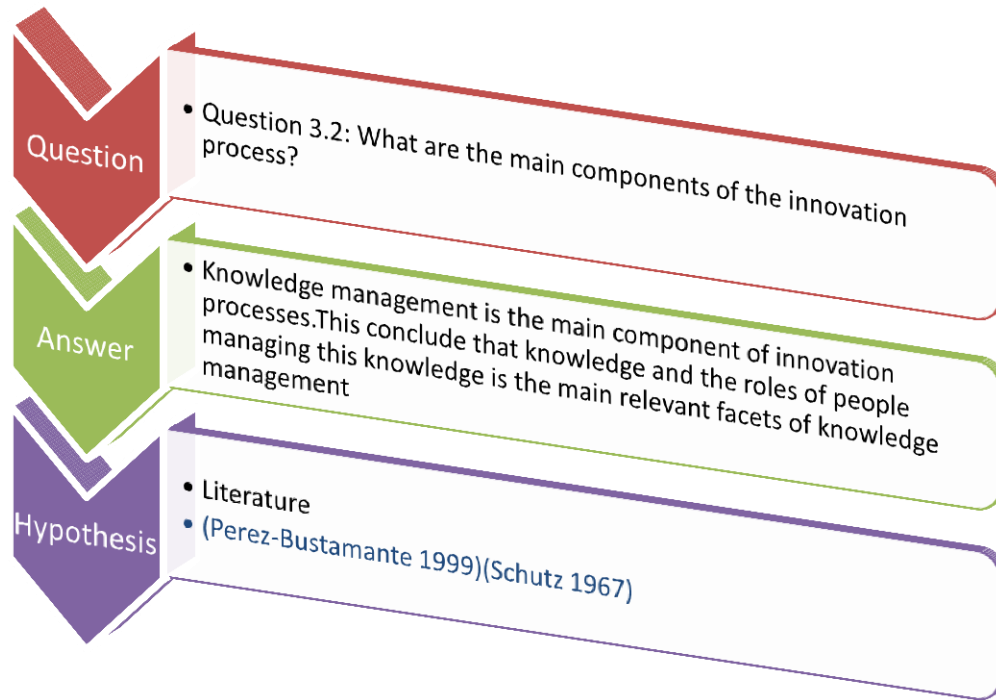 Question
• Question 3.2: What are the main components of the innovation
process?
Answer
• Knowledge management is the main component of innovation
processes.This conclude that knowledge and the roles of people
managing this knowledge is the main relevant facets of knowledge
management
Hypothesis
• Literature
• (Perez-Bustamante 1999)(Schutz 1967)